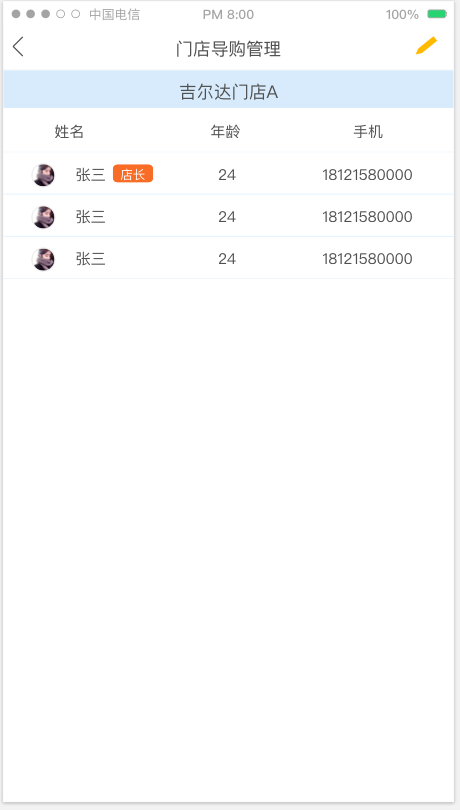 中国电信 PM 8:00 100%
门店导购管理
吉尔达门店A
姓名 年龄 手机
张三 店长 24 18121580000
张三 24 18121580000
张三 24 18121580000